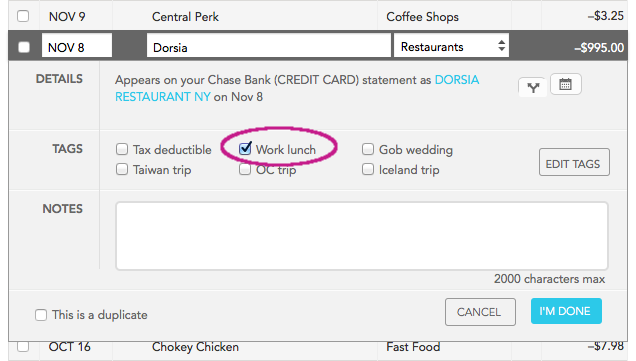 NOV 9 Central Perk Coffee Shops –$3.25
NOV 8 Dorsia Restaurants –$995.00
DETAILS Appears on your Chase Bank (CREDIT CARD) statement as DORSIA
RESTAURANT NY on Nov 8
TAGS Tax deductible Work lunch Gob wedding
Taiwan trip OC trip Iceland trip EDIT TAGS
NOTES
2000 characters max
This is a duplicate CANCEL I'M DONE
OCT 16 Chokey Chicken Fast Food –$7.98